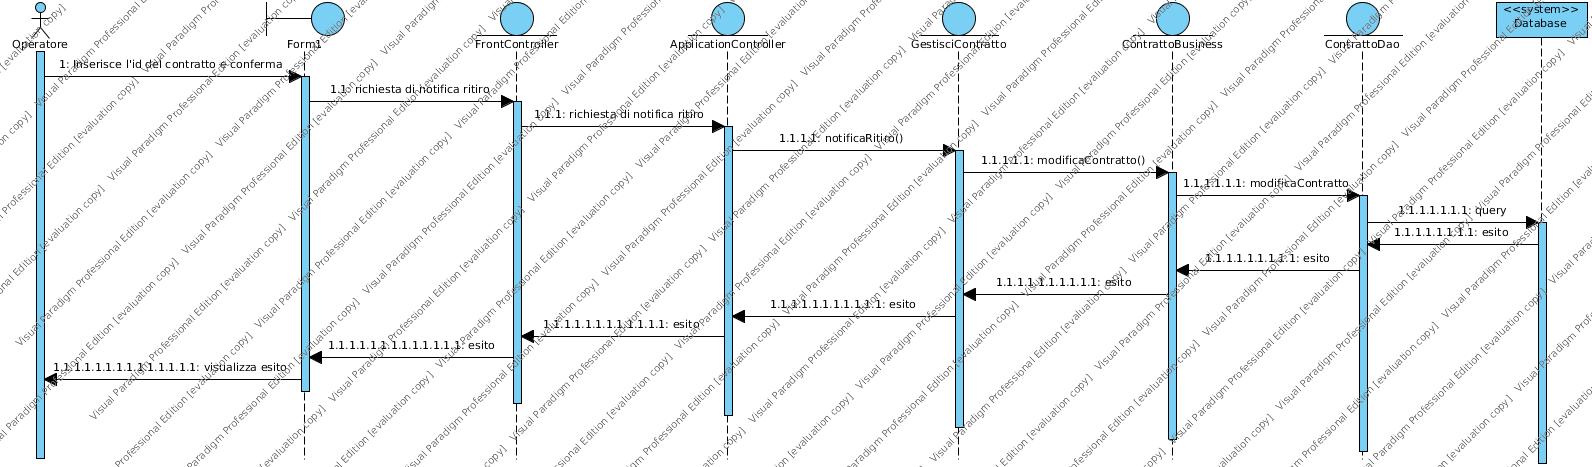 <<system>>
Database
Operatore
Form1
FrontController
ApplicationController
GestisciContratto
ContrattoBusiness
ContrattoDao
1: Inserisce l'id del contratto e conferma
1.1: richiesta di notifica ritiro
1.1.1: richiesta di notifica ritiro
1.1.1.1: notificaRitiro()
1.1.1.1.1: modificaContratto()
1.1.1.1.1.1: modificaContratto
1.1.1.1.1.1.1: query
1.1.1.1.1.1.1.1: esito
1.1.1.1.1.1.1.1.1: esito
1.1.1.1.1.1.1.1.1.1: esito
1.1.1.1.1.1.1.1.1.1.1: esito
1.1.1.1.1.1.1.1.1.1.1.1: esito
1.1.1.1.1.1.1.1.1.1.1.1.1: esito
1.1.1.1.1.1.1.1.1.1.1.1.1.1: visualizza esito
Visual Paradigm Professional Edition [evaluation copy]